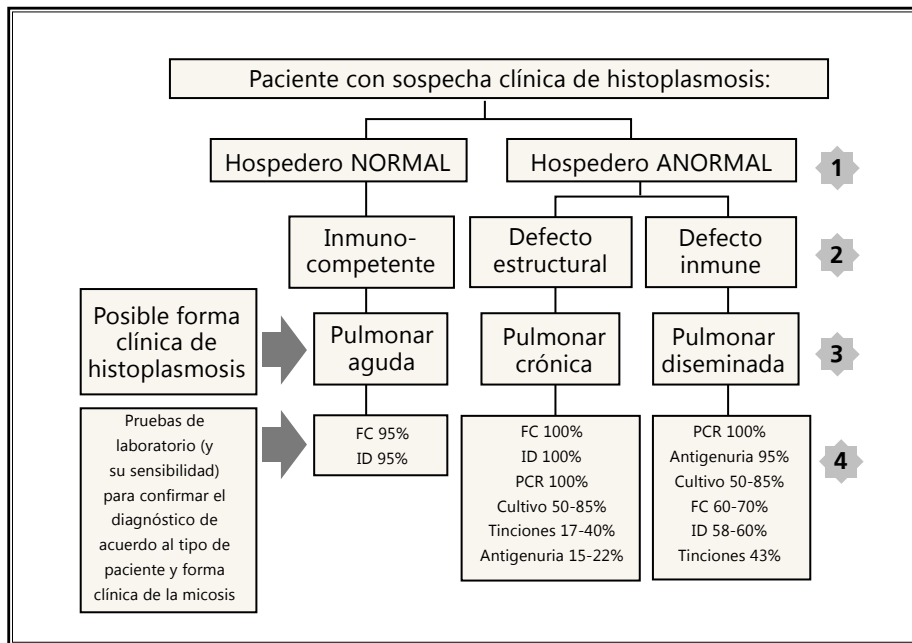 Paciente con sospecha clínica de histoplasmosis:
Hospedero NORMAL
Hospedero ANORMAL
1
Inmuno-
competente
Defecto
estructural
Defecto
inmune
2
Posible forma
clínica de
histoplasmosis
Pulmonar
aguda
Pulmonar
crónica
Pulmonar
diseminada
3
Pruebas de
laboratorio (y
su sensibilidad)
para confirmar el
diagnóstico de
acuerdo al tipo de
paciente y forma
clínica de la micosis
FC 95%
ID 95%
FC 100%
ID 100%
PCR 100%
Cultivo 50-85%
Tinciones 17-40%
Antigenuria 15-22%
PCR 100%
Antigenuria 95%
Cultivo 50-85%
FC 60-70%
ID 58-60%
Tinciones 43%
4